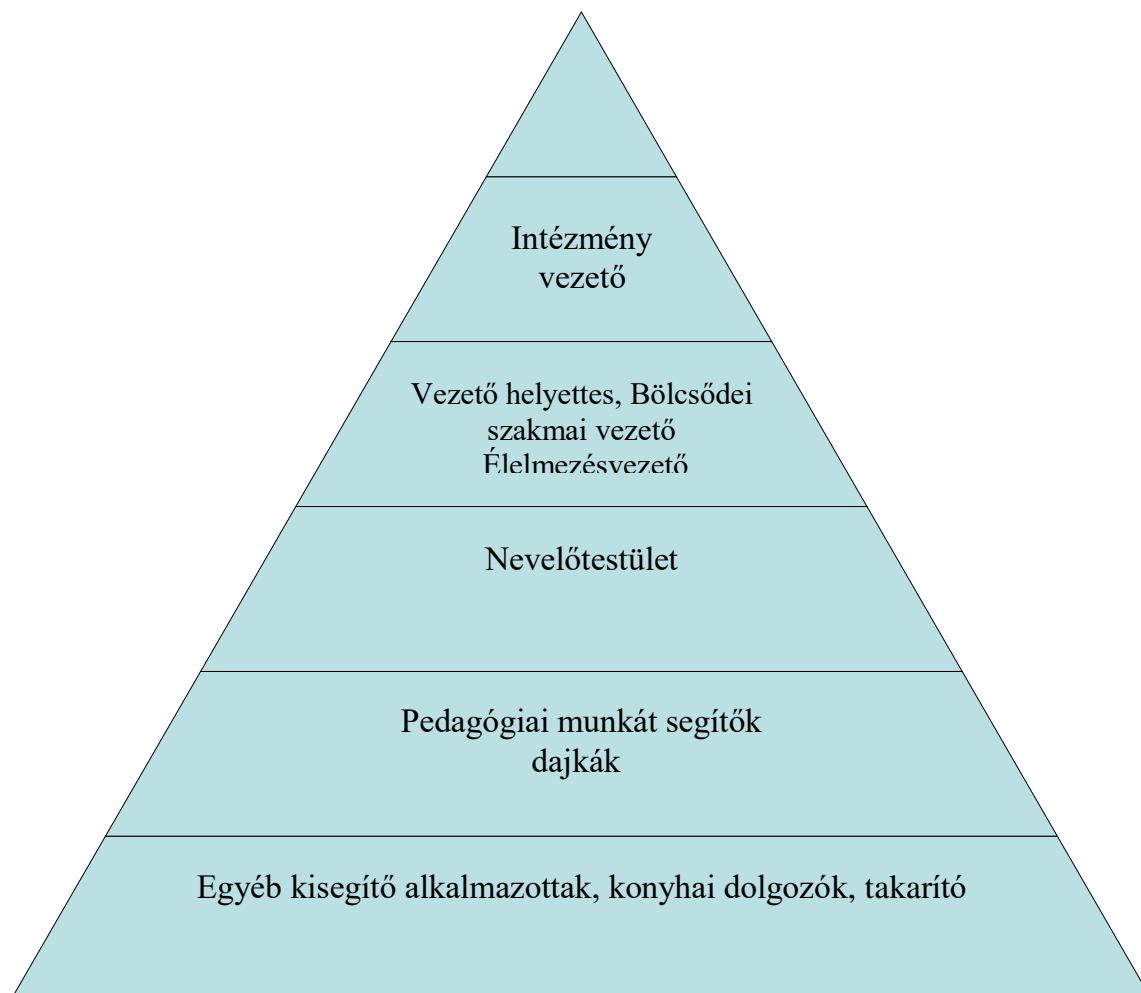 Intézmény
vezető
Vezető helyettes, Bölcsődei
szakmai vezető
Élelmezésvezető
Nevelőtestület
Pedagógiai munkát segítők
dajkák
Egyéb kisegítő alkalmazottak, konyhai dolgozók, takarító